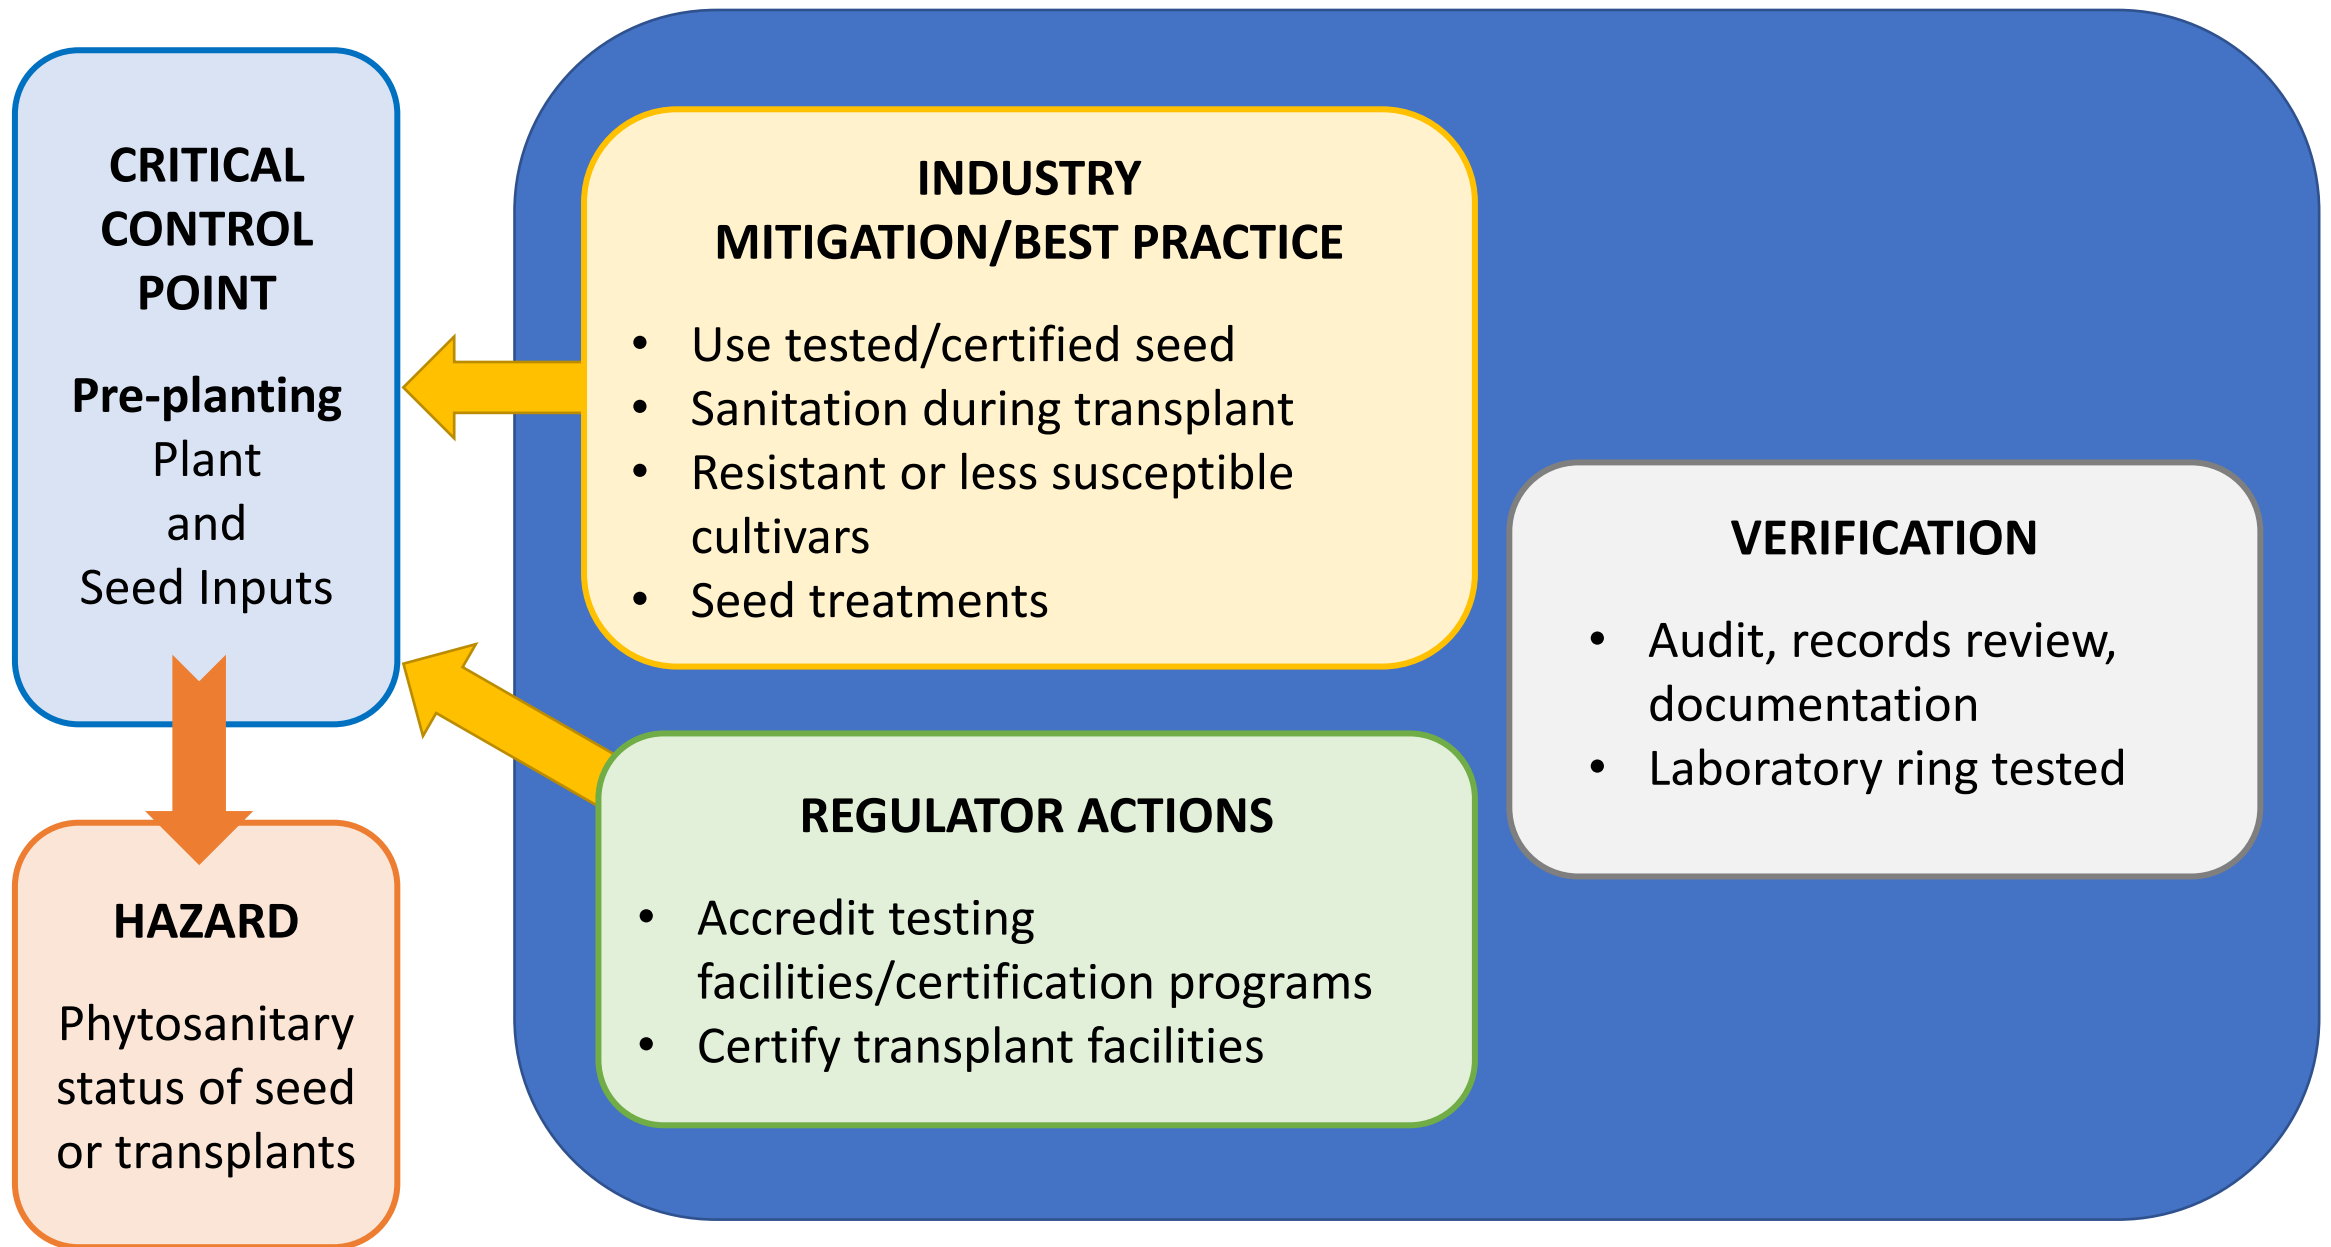 CRITICAL
CONTROL
POINT
Pre-planting
Plant
and
Seed Inputs
HAZARD
Phytosanitary
status of seed
or transplants
INDUSTRY
MITIGATION/BEST PRACTICE
• Use tested/certified seed
• Sanitation during transplant
• Resistant or less susceptible
cultivars
• Seed treatments
REGULATOR ACTIONS
• Accredit testing
facilities/certification programs
• Certify transplant facilities
VERIFICATION
• Audit, records review,
documentation
• Laboratory ring tested